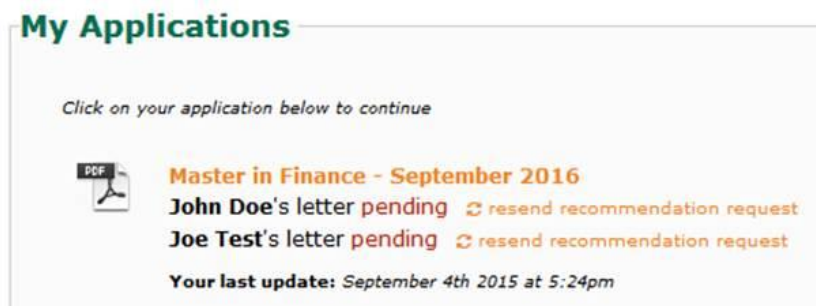 My Applications
Click on your application below to continue
PDF
Master in Finance - September 2016
John Doe's letter pending resend recommendation request
Joe Test's letter pending resend recommendation request
Your last update: September 4th 2015 at 5:24pm